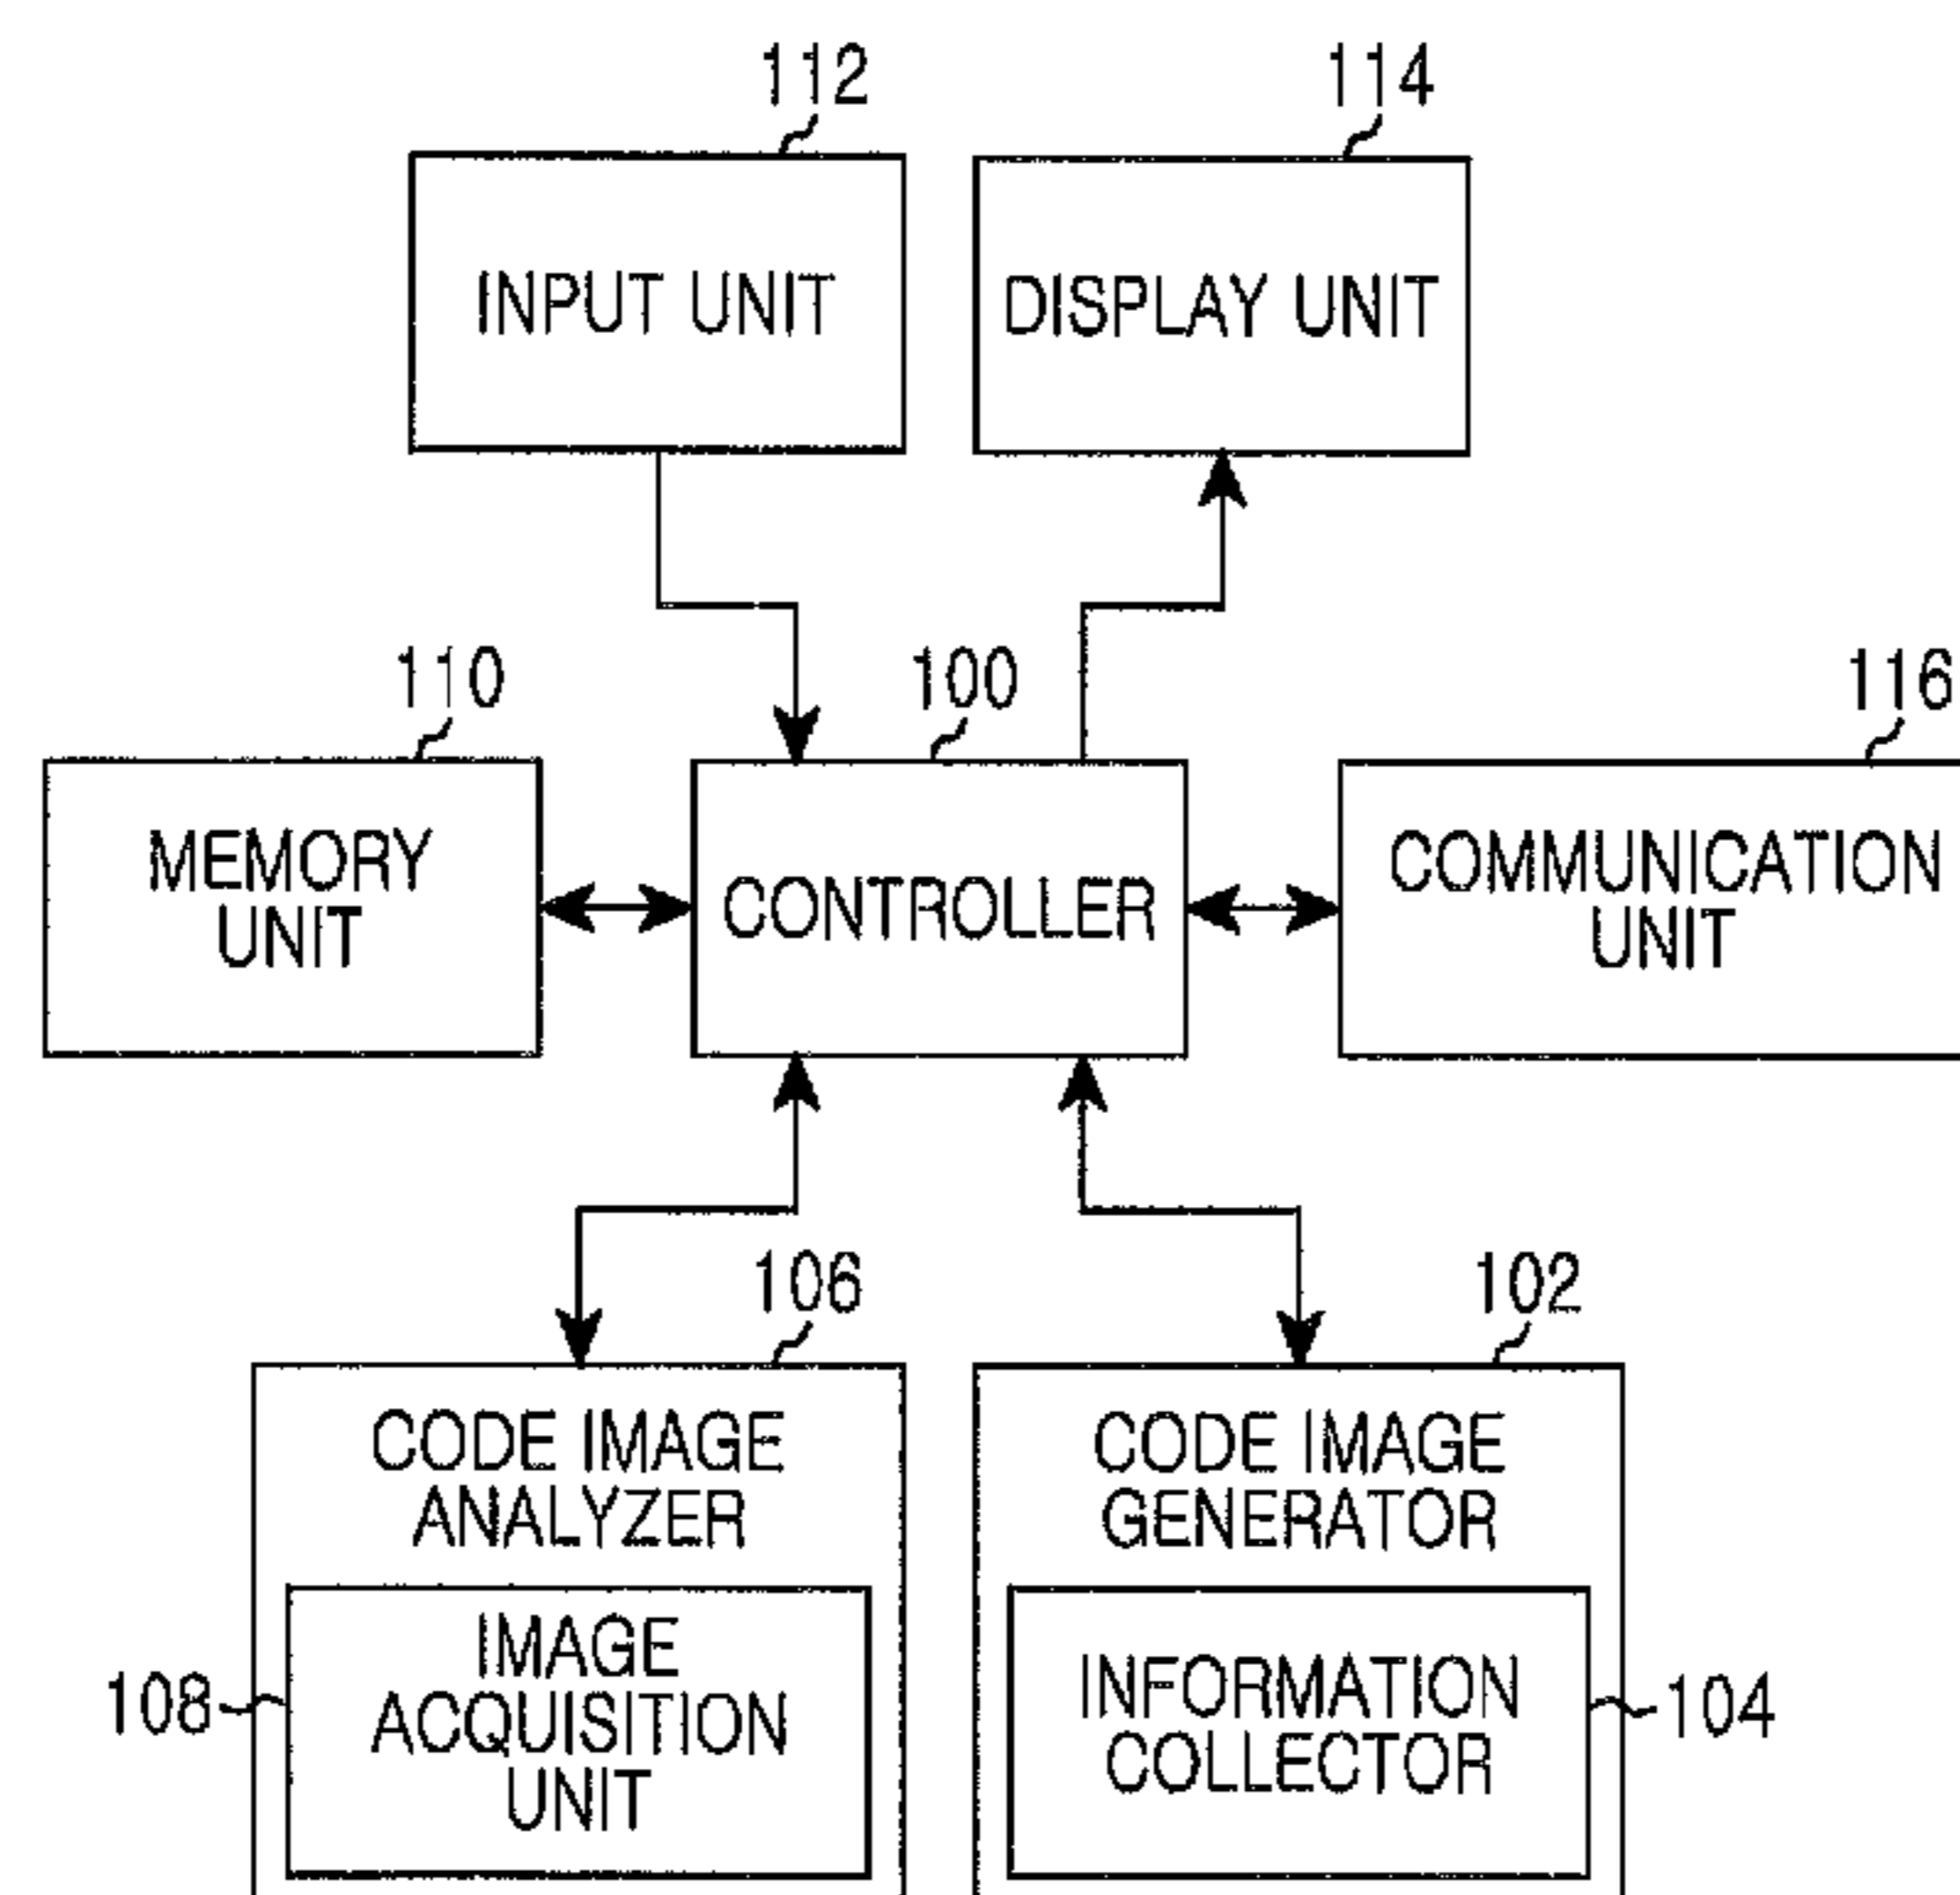 112
114
INPUT UNIT
DISPLAY UNIT
110
100
116
MEMORY
UNIT
CONTROLLER
COMMUNICATION
UNIT
106
102
CODE IMAGE
ANALYZER
CODE IMAGE
GENERATOR
108
IMAGE
ACQUISITION
UNIT
INFORMATION
COLLECTOR
104